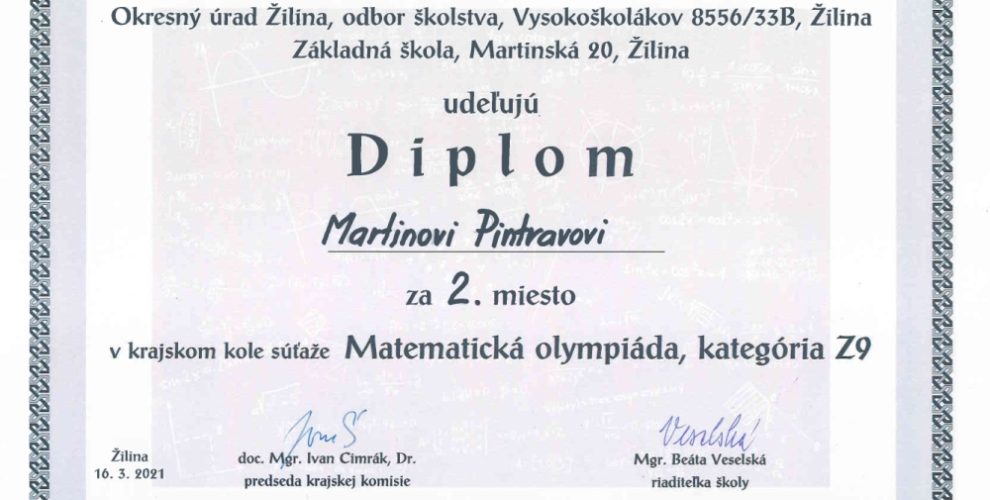 Okresný úrad Žilina, odbor školstva, Vysokoškolákov 8556/33B, Žilina
Základná škola, Martinská 20, Žilina
udeľujú
Diplom
Martinovi Pintravovi
za 2. miesto
v krajskom kole súťaže Matematická olympiáda, kategória Z9
Veselská
Žilina
16. 3. 2021
doc. Mgr. Ivan Cimrák, Dr.
predseda krajskej komisie
Mgr. Beáta Veselská
riaditeľka školy